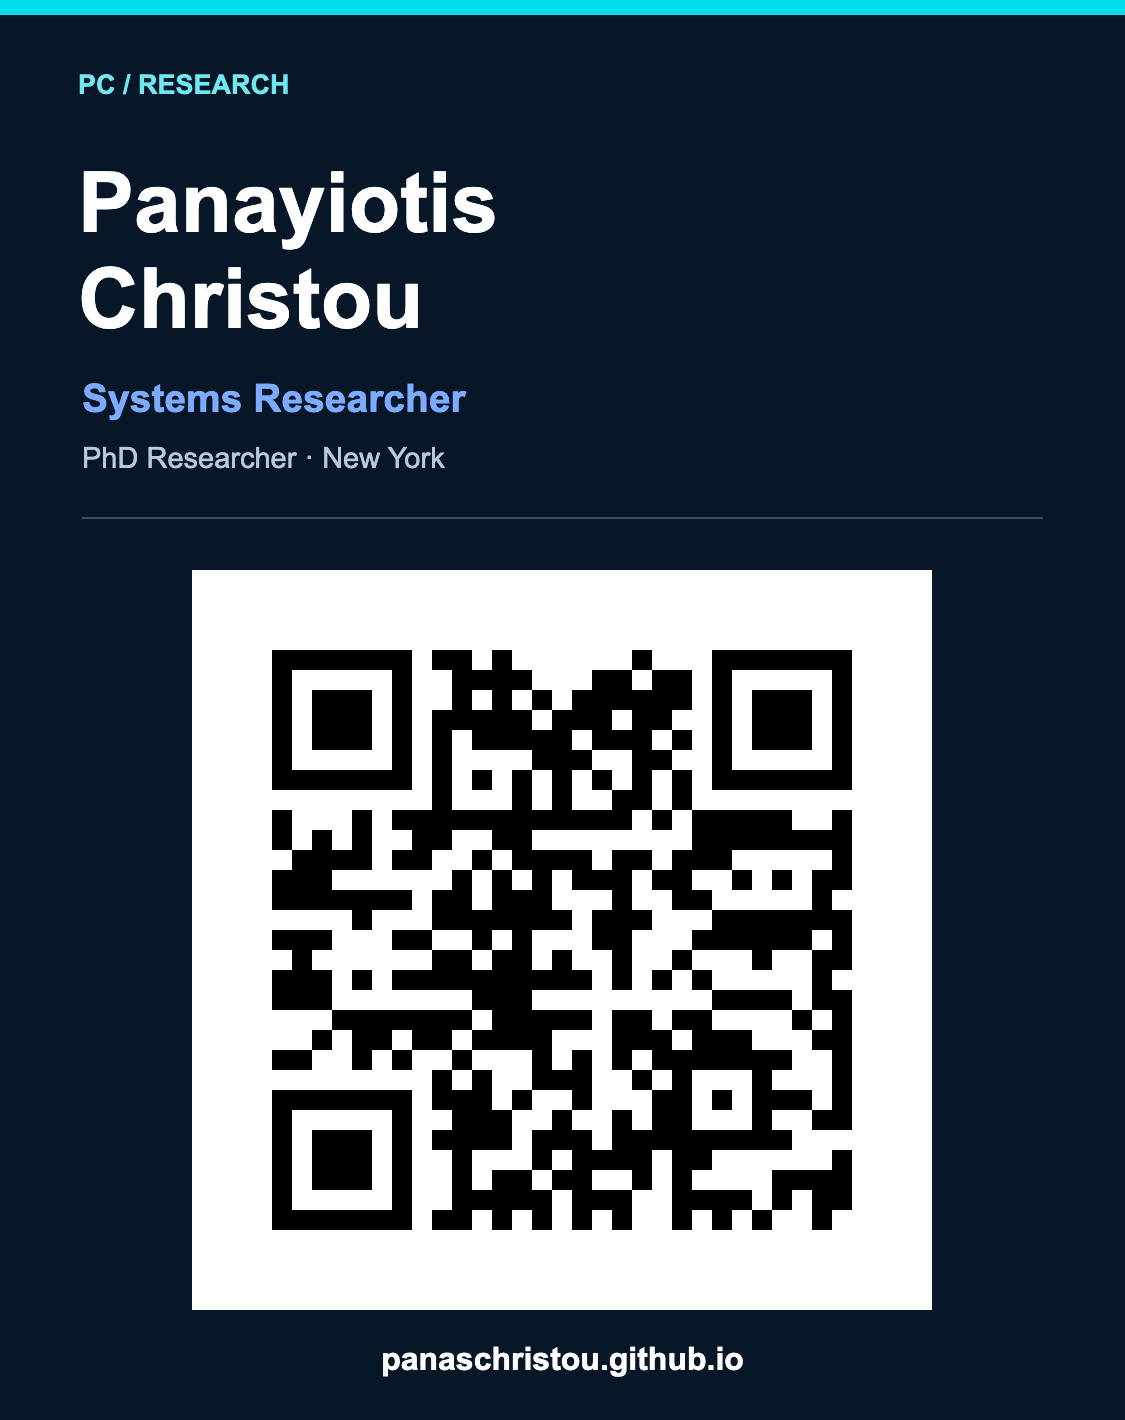 PC / RESEARCH
Panayiotis
Christou
Systems Researcher
PhD Researcher · New York
panaschristou.github.io